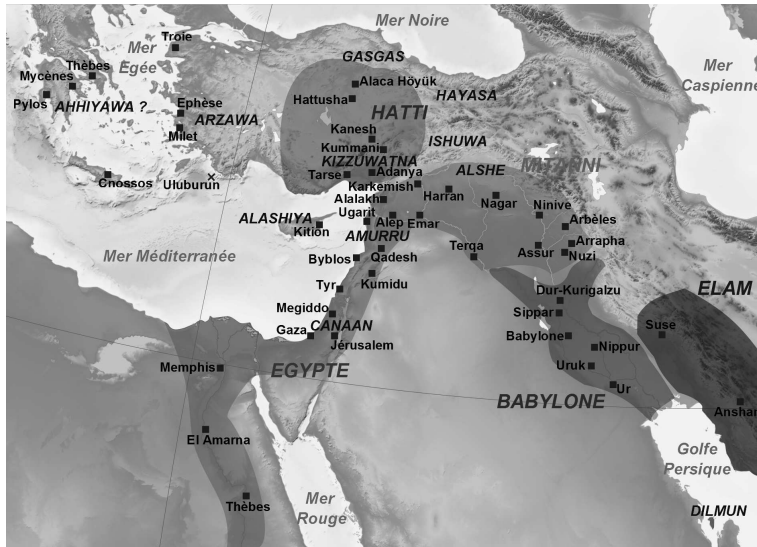 Mer Noire
Troie
Mer
Egée
Thèbes
Mycènes
Pylos
AHHIYAWA ?
Ephèse
ARZAWA
Milet
Cnossos
Uluburun
GASGAS
Alaca Höyük
HAYASA
Hattusha
HATTI
Kanesh
Kummani
ISHUWA
KIZZUWATNA
Tarse
Adanya
ALSHE
MITANNI
Mer
Caspienne
Karkemish
Harran
Nagar
Ninive
Alalakh
Arbèles
Ugarit
Alep
Emar
ALASHIYA
Kition
AMURRU
Qadesh
Terqa
Assur
Arrapha
Nuzi
Mer Méditerranée
Byblos
Kumidu
Tyr
Dur-Kurigalzu
ELAM
Megiddo
Sippar
Suse
Gaza
CANAAN
Jérusalem
Babylone
Nippur
Memphis
EGYPTE
Uruk
Ur
BABYLONE
Anshan
El Amarna
Golfe
Persique
Thèbes
Mer
Rouge
DILMUN